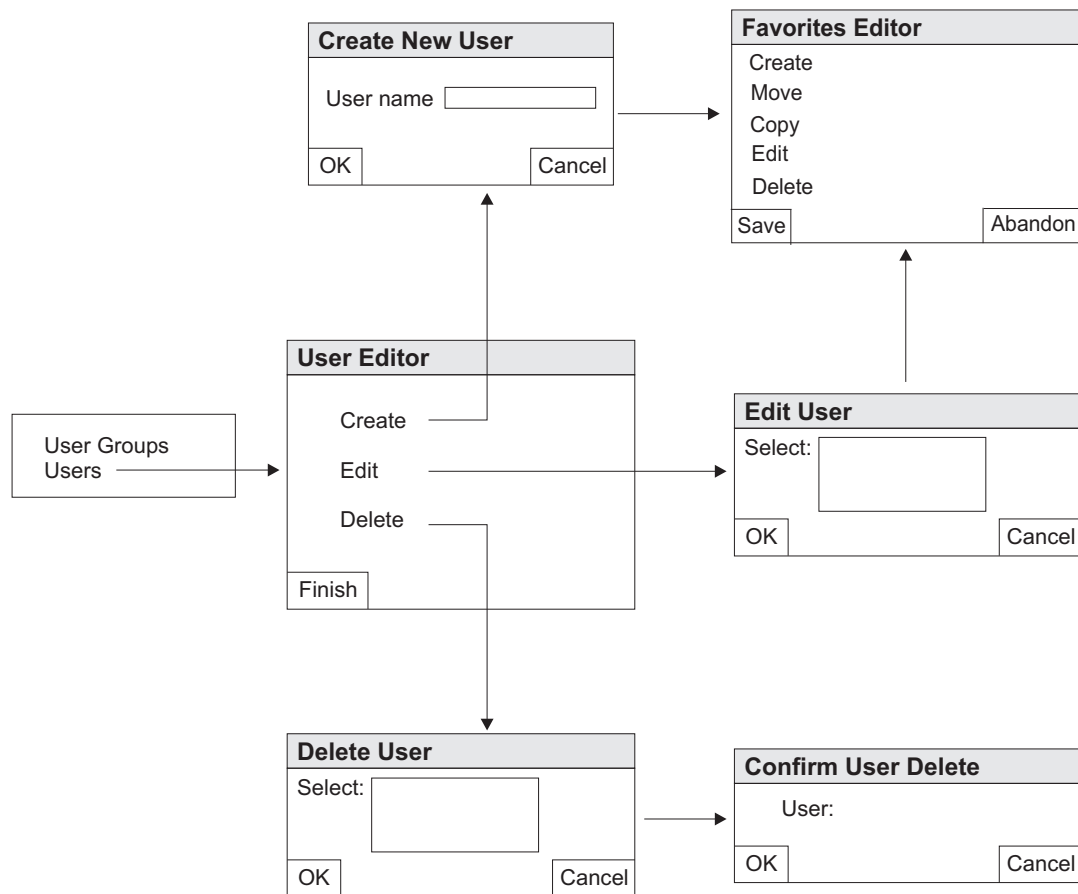 Create New User
User name
OK Cancel
Favorites Editor
Create
Move
Copy
Edit
Delete
Save Abandon
User Groups
Users
User Editor
Create
Edit
Delete
Finish
Edit User
Select:
OK Cancel
Delete User
Select:
OK Cancel
Confirm User Delete
User:
OK Cancel